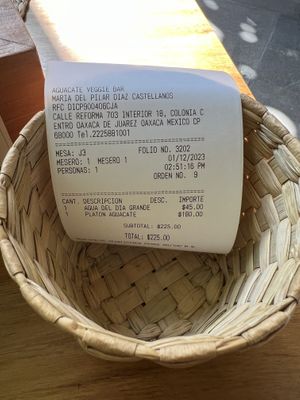 AGUACATE VEGGIE BAR
MARIA DEL PILAR DIAZ CASTELLANOS
RFC DICP900406CJA
CALLE REFORMA 703 INTERIOR 18, COLONIA C
ENTRO OAXACA DE JUAREZ OAXACA MEXICO CP
68000 Tel.2225881001
MESA: J3 FOLIO NO. 3202
MESERO: 1 MESERO 1 01/12/2023
PERSONAS: 1 02:51:16 PM
ORDEN NO. 9
CANT. DESCRIPCION DESC. IMPORTE
1 AGUA DEL DIA GRANDE $45.00
1 PLATON AGUACATE $180.00
SUBTOTAL: $225.00
TOTAL: $225.00